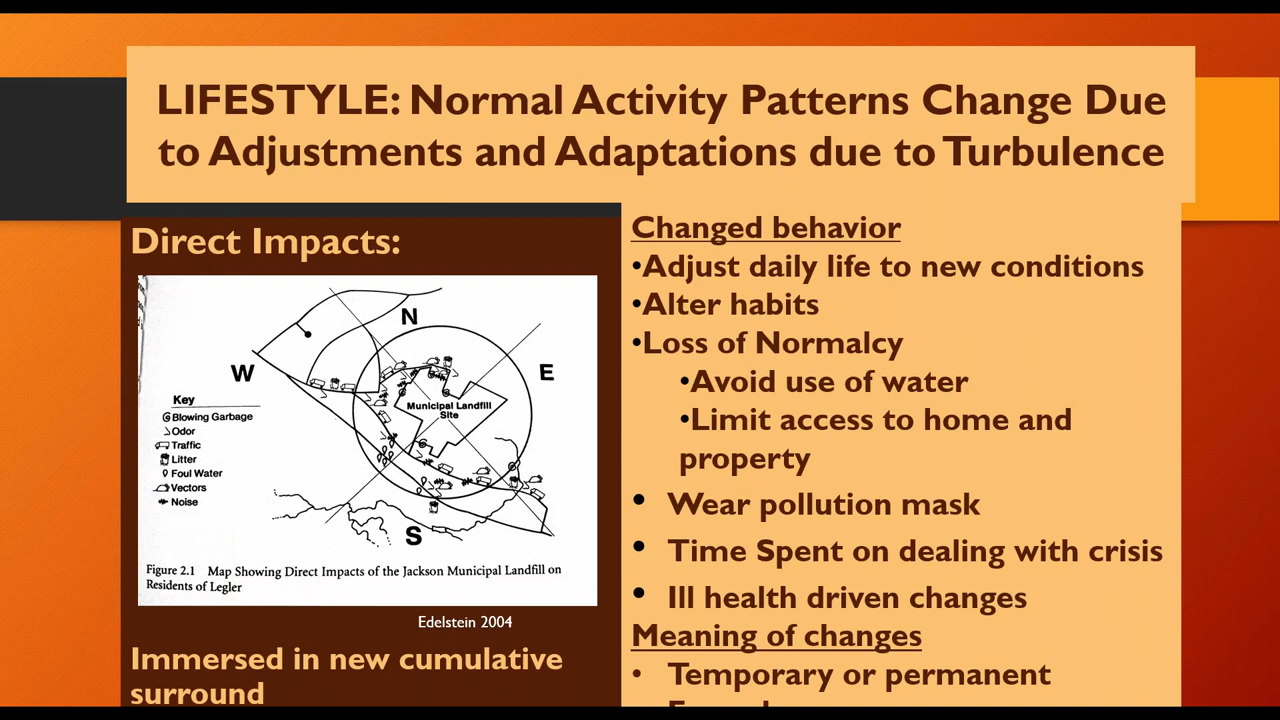 LIFESTYLE: Normal Activity Patterns Change Due
to Adjustments and Adaptations due to Turbulence
Direct Impacts:
N
W
E
S
Municipal Landfill
Site
Key
Blowing Garbage
Odor
Traffic
Litter
Foul Water
Vectors
Noise
Figure 2.1 Map Showing Direct Impacts of the Jackson Municipal Landfill on
Residents of Legler
Edelstein 2004
Immersed in new cumulative
surround
Changed behavior
•Adjust daily life to new conditions
•Alter habits
•Loss of Normalcy
•Avoid use of water
•Limit access to home and
property
• Wear pollution mask
• Time Spent on dealing with crisis
• Ill health driven changes
Meaning of changes
• Temporary or permanent